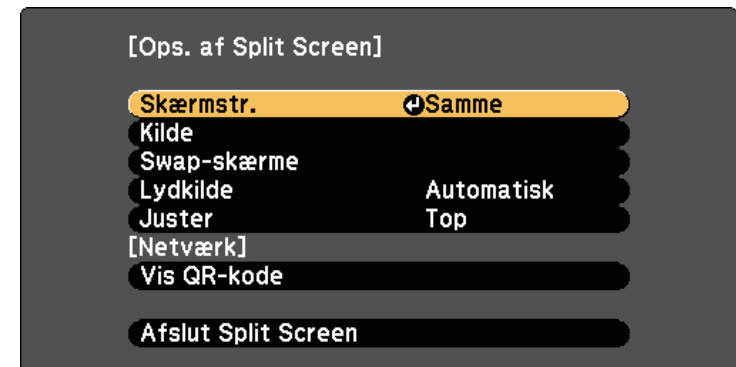 [Ops. af Split Screen]
Skærmstr. Samme
Kilde
Swap-skærme
Lydkilde Automatisk
Juster Top
[Netværk]
Vis QR-kode
Afslut Split Screen